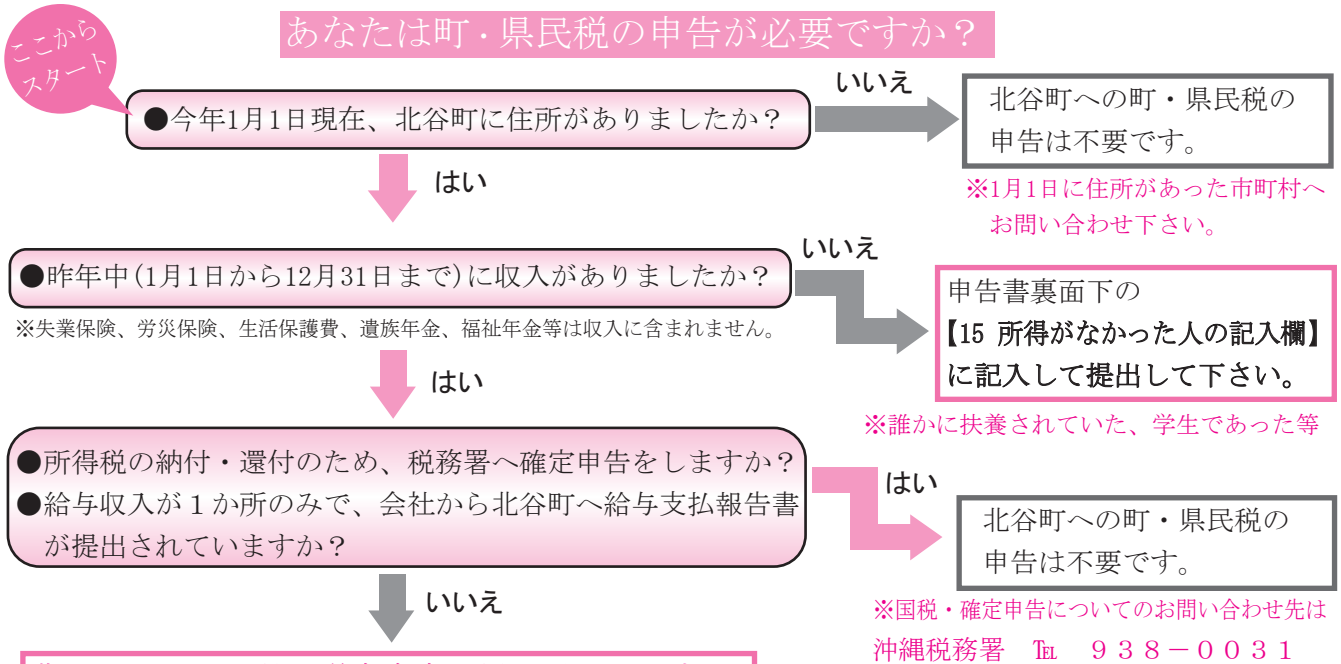 ここから
スタート
あなたは町・県民税の申告が必要ですか？
●今年1月1日現在、北谷町に住所がありましたか？
いいえ
北谷町への町・県民税の
申告は不要です。
※1月1日に住所があった市町村へ
お問い合わせ下さい。
はい
●昨年中(1月1日から12月31日まで)に収入がありましたか？
※失業保険、労災保険、生活保護費、遺族年金、福祉年金等は収入に含まれません。
いいえ
申告書裏面下の
【15 所得がなかった人の記入欄】
に記入して提出して下さい。
※誰かに扶養されていた、学生であった等
はい
●所得税の納付・還付のため、税務署へ確定申告をしますか？
●給与収入が１か所のみで、会社から北谷町へ給与支払報告書
が提出されていますか？
はい
北谷町への町・県民税の
申告は不要です。
※国税・確定申告についてのお問い合わせ先は
沖縄税務署 ℡ ９３８－００３１
いいえ